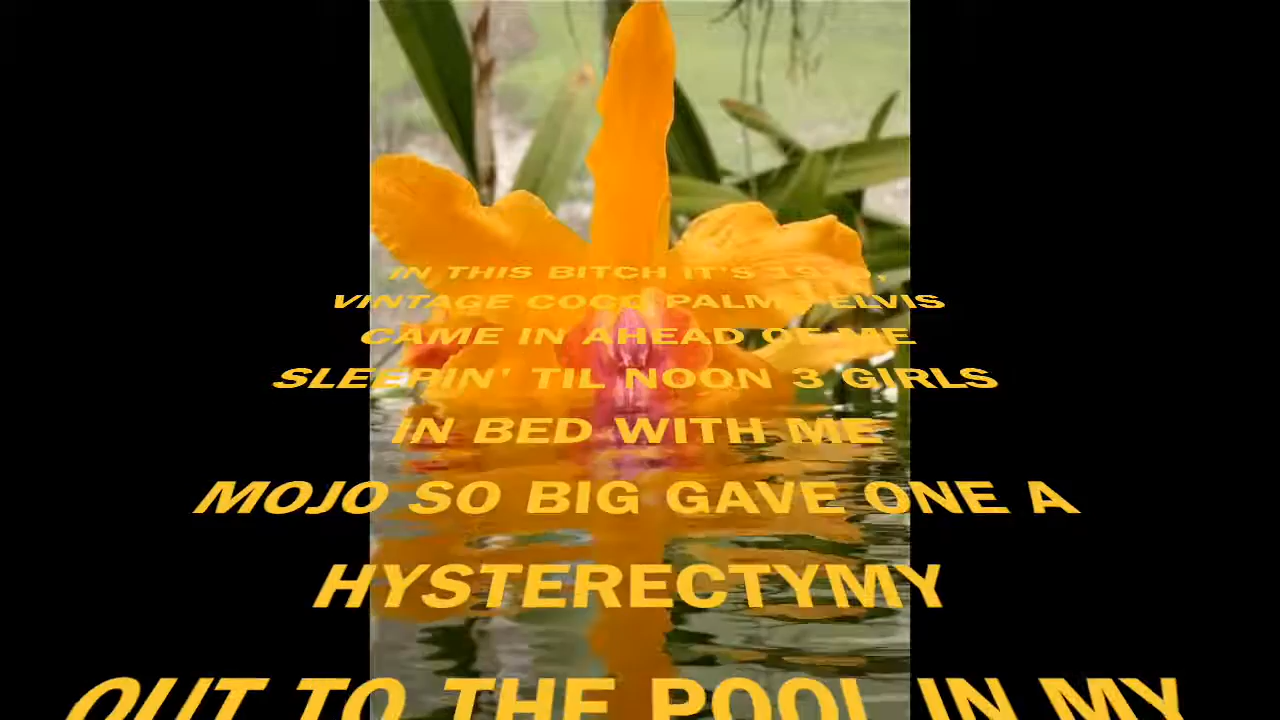 IN THIS BITCH IT'S
VINTAGE COCO PALMS ELVIS
CAME IN AHEAD OF ME
SLEEPIN' TIL NOON 3 GIRLS
IN BED WITH ME
MOJO SO BIG GAVE ONE A
HYSTERECTYMY
OUT TO THE POOL IN MY